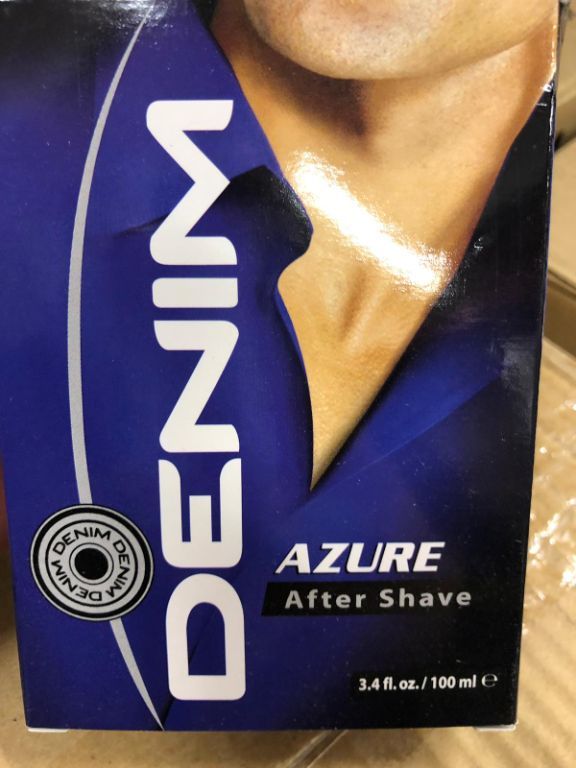 DENIM
DENIM DENIM DENIM
AZURE
After Shave
3.4 fl. oz. / 100 ml ℮